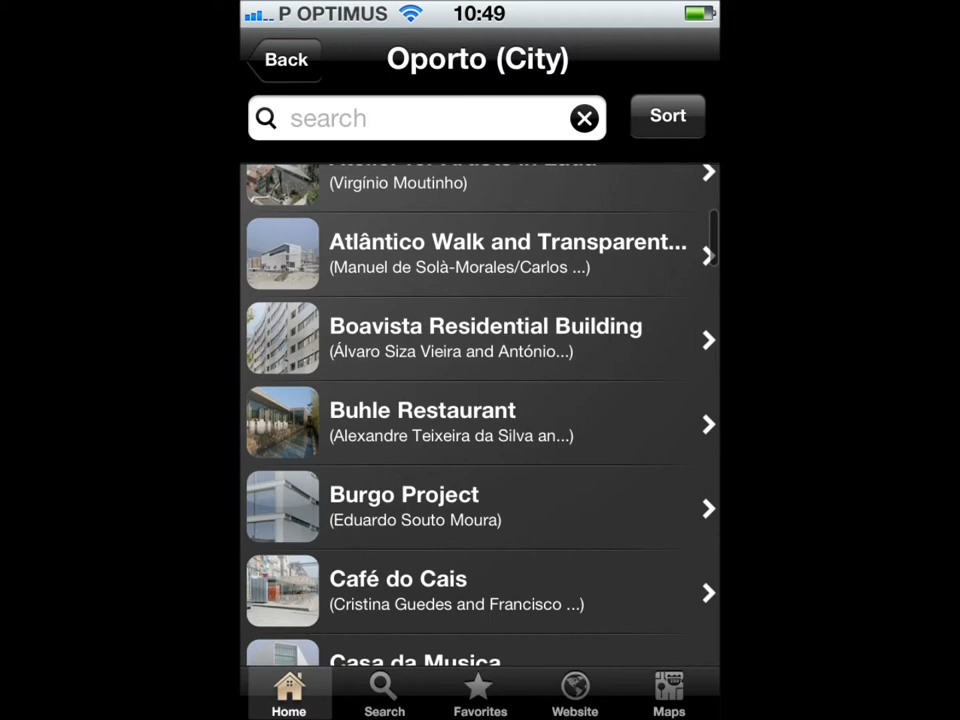 P OPTIMUS 10:49
Back
Oporto (City)
search
Sort
(Virgínio Moutinho)
Atlântico Walk and Transparent...
(Manuel de Solà-Morales/Carlos ...)
Boavista Residential Building
(Álvaro Siza Vieira and António...)
Buhle Restaurant
(Alexandre Teixeira da Silva an...)
Burgo Project
(Eduardo Souto Moura)
Café do Cais
(Cristina Guedes and Francisco ...)
Casa da Musica
Home Search Favorites Website Maps